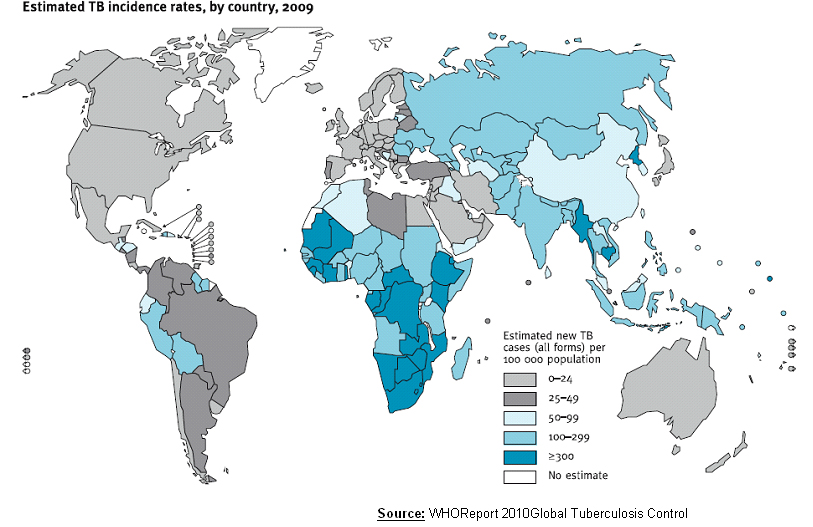 Estimated TB incidence rates, by country, 2009
Estimated new TB
cases (all forms) per
100 000 population
0–24
25–49
50–99
100–299
≥300
No estimate
Source: WHOReport 2010Global Tuberculosis Control